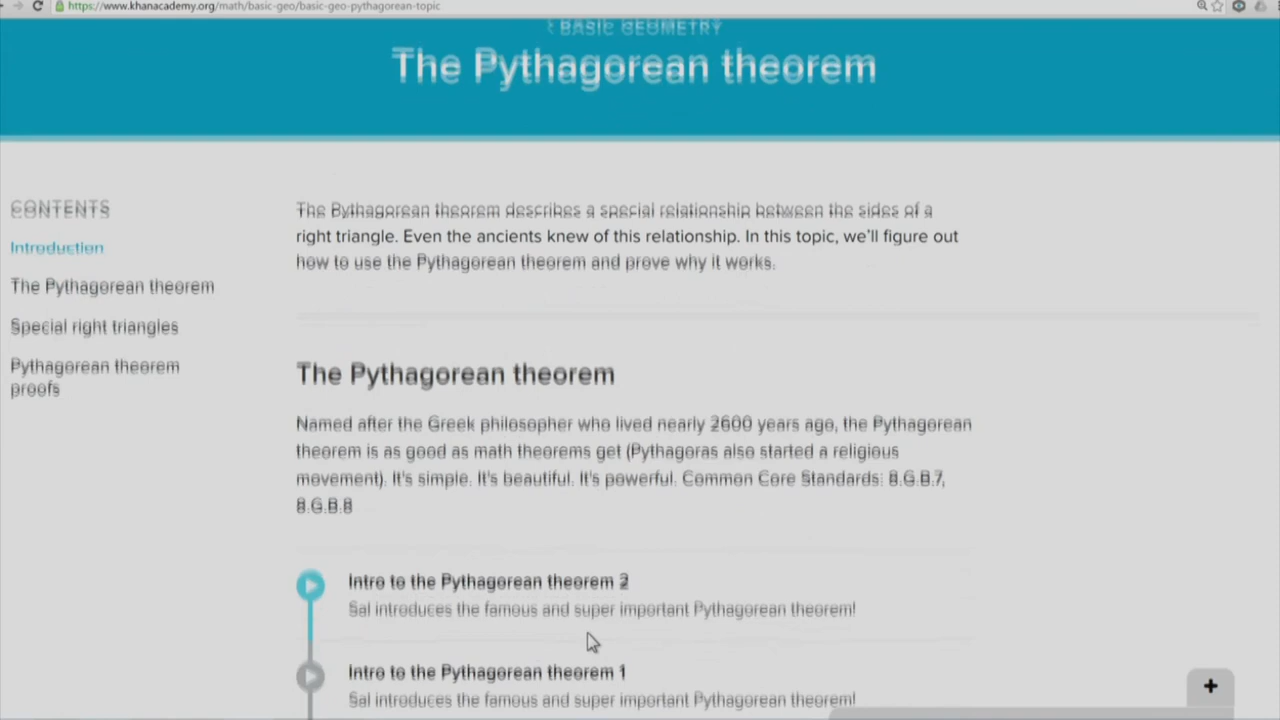 https://www.khanacademy.org/math/basic-geo/basic-geo-pythagorean-topic
BASIC GEOMETRY
The Pythagorean theorem
CONTENTS
Introduction
The Pythagorean theorem
Special right triangles
Pythagorean theorem
proofs
The Pythagorean theorem describes a special relationship between the sides of a
right triangle. Even the ancients knew of this relationship. In this topic, we'll figure out
how to use the Pythagorean theorem and prove why it works.
The Pythagorean theorem
Named after the Greek philosopher who lived nearly 2600 years ago, the Pythagorean
theorem is as good as math theorems get (Pythagoras also started a religious
movement). It's simple. It's beautiful. It's powerful. Common Core Standards: 8.G.B.7,
8.G.B.8
Intro to the Pythagorean theorem 2
Sal introduces the famous and super important Pythagorean theorem!
Intro to the Pythagorean theorem 1
Sal introduces the famous and super important Pythagorean theorem!